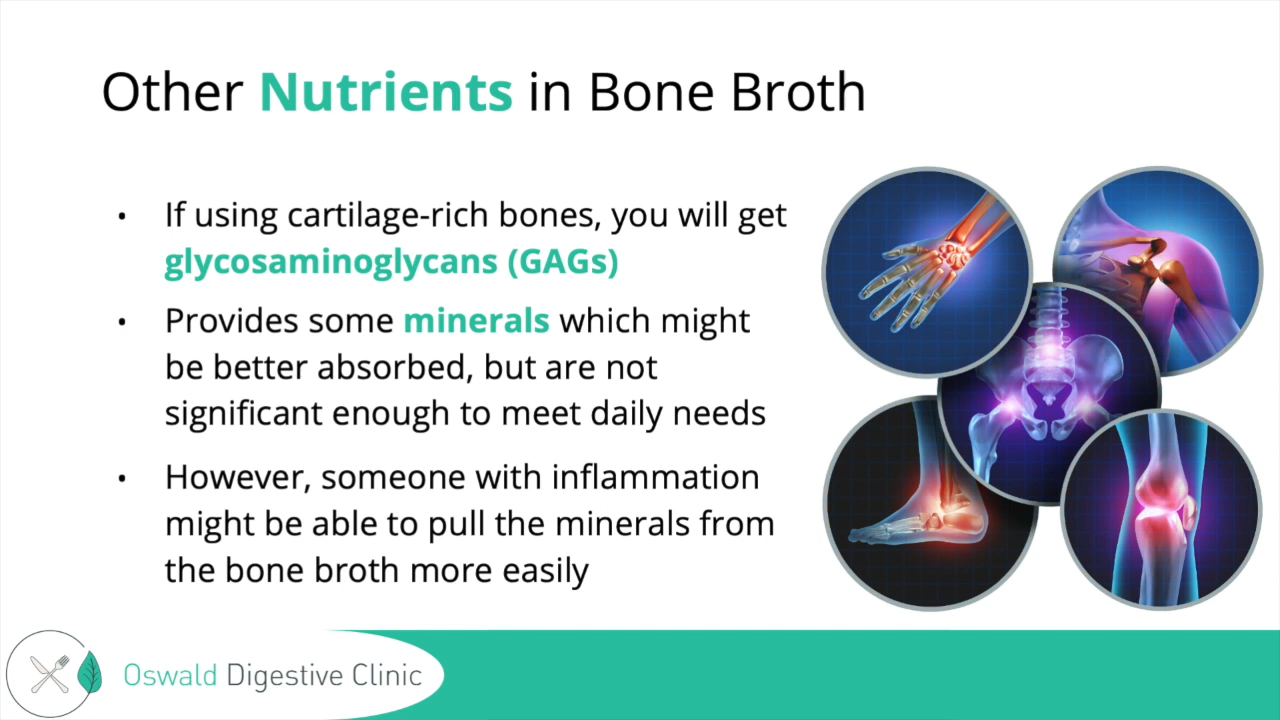 Other Nutrients in Bone Broth
• If using cartilage-rich bones, you will get
glycosaminoglycans (GAGs)
• Provides some minerals which might
be better absorbed, but are not
significant enough to meet daily needs
• However, someone with inflammation
might be able to pull the minerals from
the bone broth more easily
Oswald Digestive Clinic